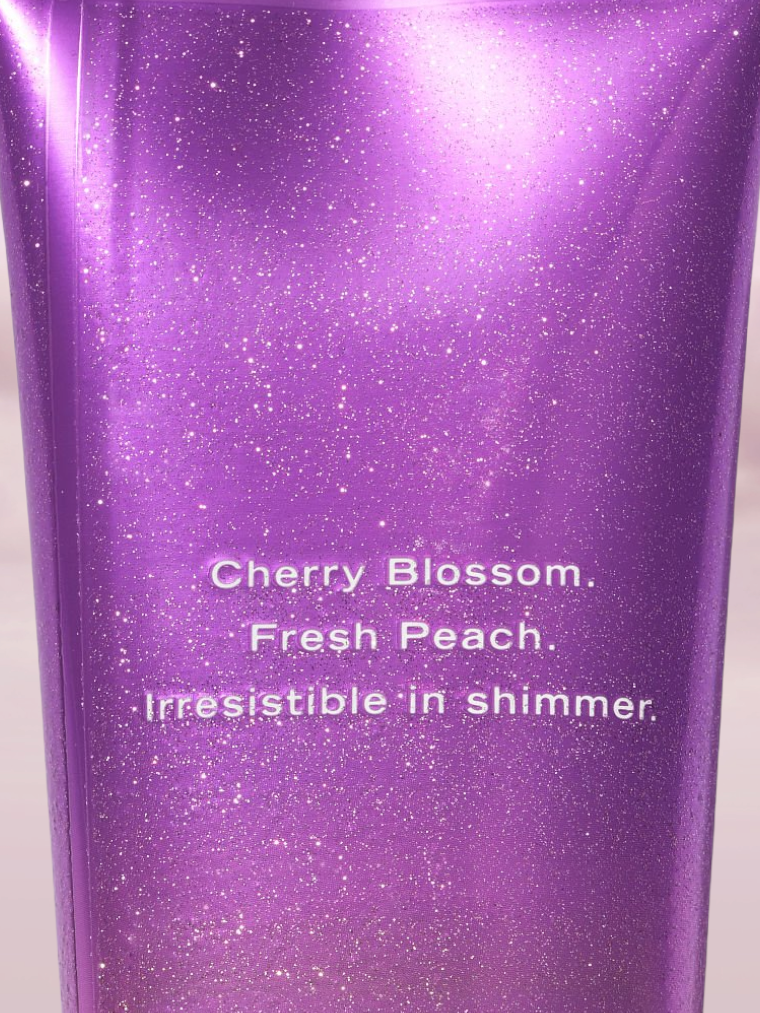 Cherry Blossom.
Fresh Peach.
Irresistible in shimmer.